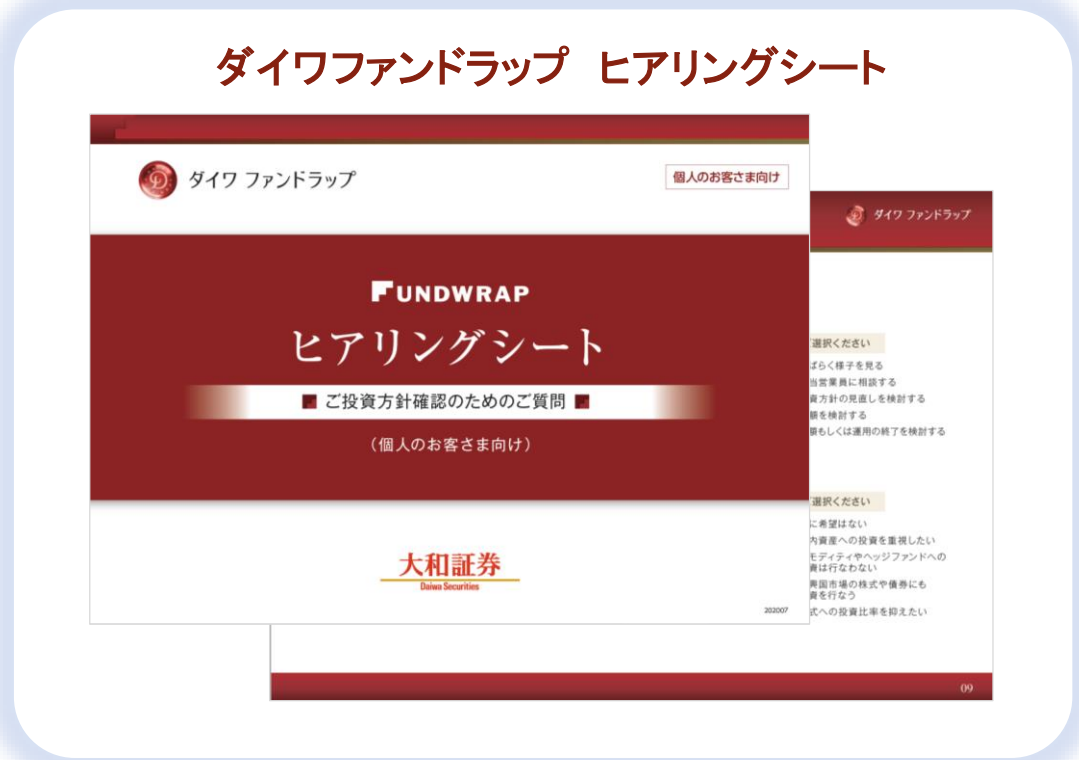 ダイワファンドラップ ヒアリングシート
ダイワ ファンドラップ
個人のお客さま向け
FUNDWRAP
ヒアリングシート
■ ご投資方針確認のためのご質問 ■
（個人のお客さま向け）
大和証券
Daiwa Securities
202007
ダイワ ファンドラップ
選択ください
ばらく様子を見る
当営業員に相談する
資方針の見直しを検討する
額を検討する
額もしくは運用の終了を検討する
選択ください
に希望はない
内資産への投資を重視したい
モディティやヘッジファンドへの
資は行なわない
興国市場の株式や債券にも
資を行なう
式への投資比率を抑えたい
09